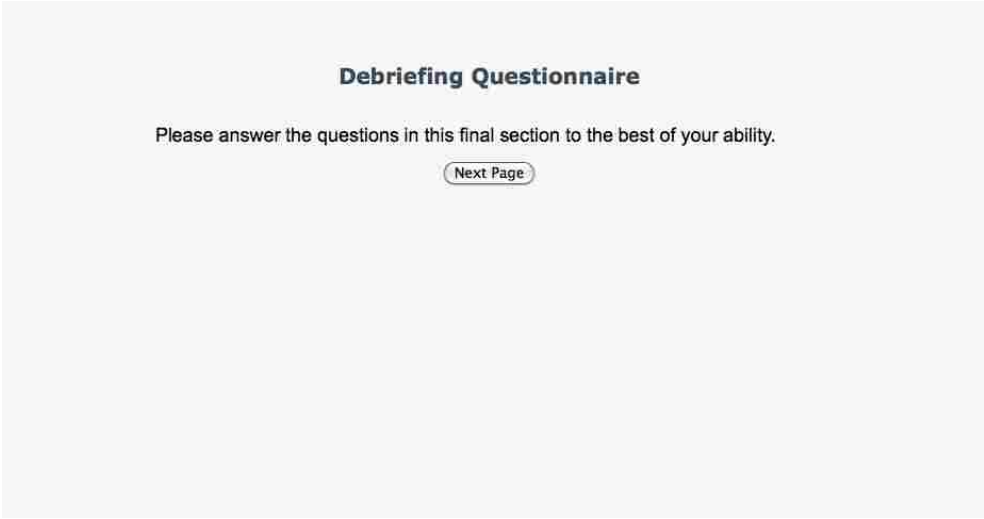 Debriefing Questionnaire
Please answer the questions in this final section to the best of your ability.
Next Page